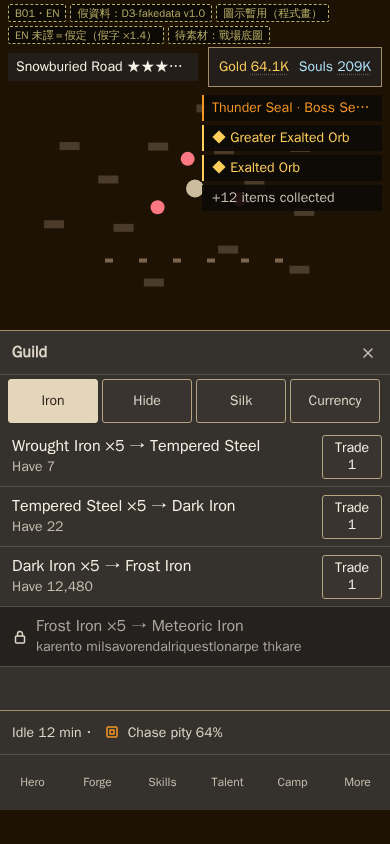 B01・EN 假資料：D3-fakedata v1.0 圖示暫用（程式畫）
EN 未譯＝假定（假字 ×1.4） 待素材：戰場底圖
Snowburied Road ★★★⋯
Gold 64.1K Souls 209K
Thunder Seal · Boss Se⋯
◆ Greater Exalted Orb
◆ Exalted Orb
+12 items collected
Guild
×
Iron Hide Silk Currency
Wrought Iron ×5 → Tempered Steel
Have 7
Trade
1
Tempered Steel ×5 → Dark Iron
Have 22
Trade
1
Dark Iron ×5 → Frost Iron
Have 12,480
Trade
1
Frost Iron ×5 → Meteoric Iron
karento milsavorendalriquestlonarpe thkare
Idle 12 min · Chase pity 64%
Hero Forge Skills Talent Camp More